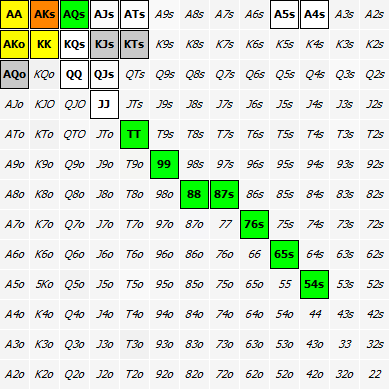 AA AKs AQs AJs ATs A9s A8s A7s A6s A5s A4s A3s A2s
AKo KK KQs KJs KTs K9s K8s K7s K6s K5s K4s K3s K2s
AQo KQo QQ QJs QTs Q9s Q8s Q7s Q6s Q5s Q4s Q3s Q2s
AJo KJO QJO JJ JTs J9s J8s J7s J6s J5s J4s J3s J2s
ATo KTo QTO JTo TT T9s T8s T7s T6s T5s T4s T3s T2s
A9o K9o Q9o J9o T9o 99 98s 97s 96s 95s 94s 93s 92s
A8o K8o Q8o J8o T8o 98o 88 87s 86s 85s 84s 83s 82s
A7o K7o Q7o J7o T7o 97o 87o 77 76s 75s 74s 73s 72s
A6o K6o Q6o J6o T6o 96o 86o 76o 66 65s 64s 63s 62s
A5o 5Ko Q5o J5o T5o 95o 85o 75o 65o 55 54s 53s 52s
A4o K4o Q4o J4o T4o 94o 84o 74o 64o 54o 44 43s 42s
A3o K3o Q3o J3o T3o 93o 83o 73o 63o 53o 43o 33 32s
A2o K2o Q2o J2o T2o 92o 82o 72o 62o 52o 42o 32o 22